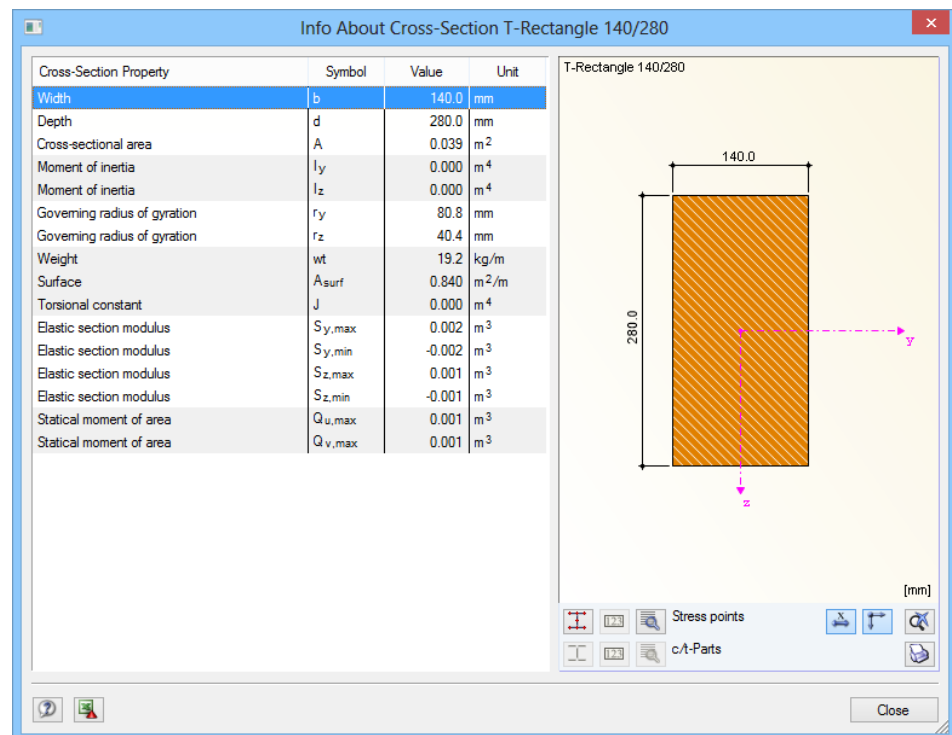 Info About Cross-Section T-Rectangle 140/280
Cross-Section Property Symbol Value Unit
Width b 140.0 mm
Depth d 280.0 mm
Cross-sectional area A 0.039 m²
Moment of inertia Iy 0.000 m⁴
Moment of inertia Iz 0.000 m⁴
Governing radius of gyration ry 80.8 mm
Governing radius of gyration rz 40.4 mm
Weight wt 19.2 kg/m
Surface Asurf 0.840 m²/m
Torsional constant J 0.000 m⁴
Elastic section modulus Sy,max 0.002 m³
Elastic section modulus Sy,min -0.002 m³
Elastic section modulus Sz,max 0.001 m³
Elastic section modulus Sz,min -0.001 m³
Statical moment of area Qu,max 0.001 m³
Statical moment of area Qv,max 0.001 m³
T-Rectangle 140/280
140.0
280.0
y
z
[mm]
123 Stress points x
123 c/t-Parts
Close